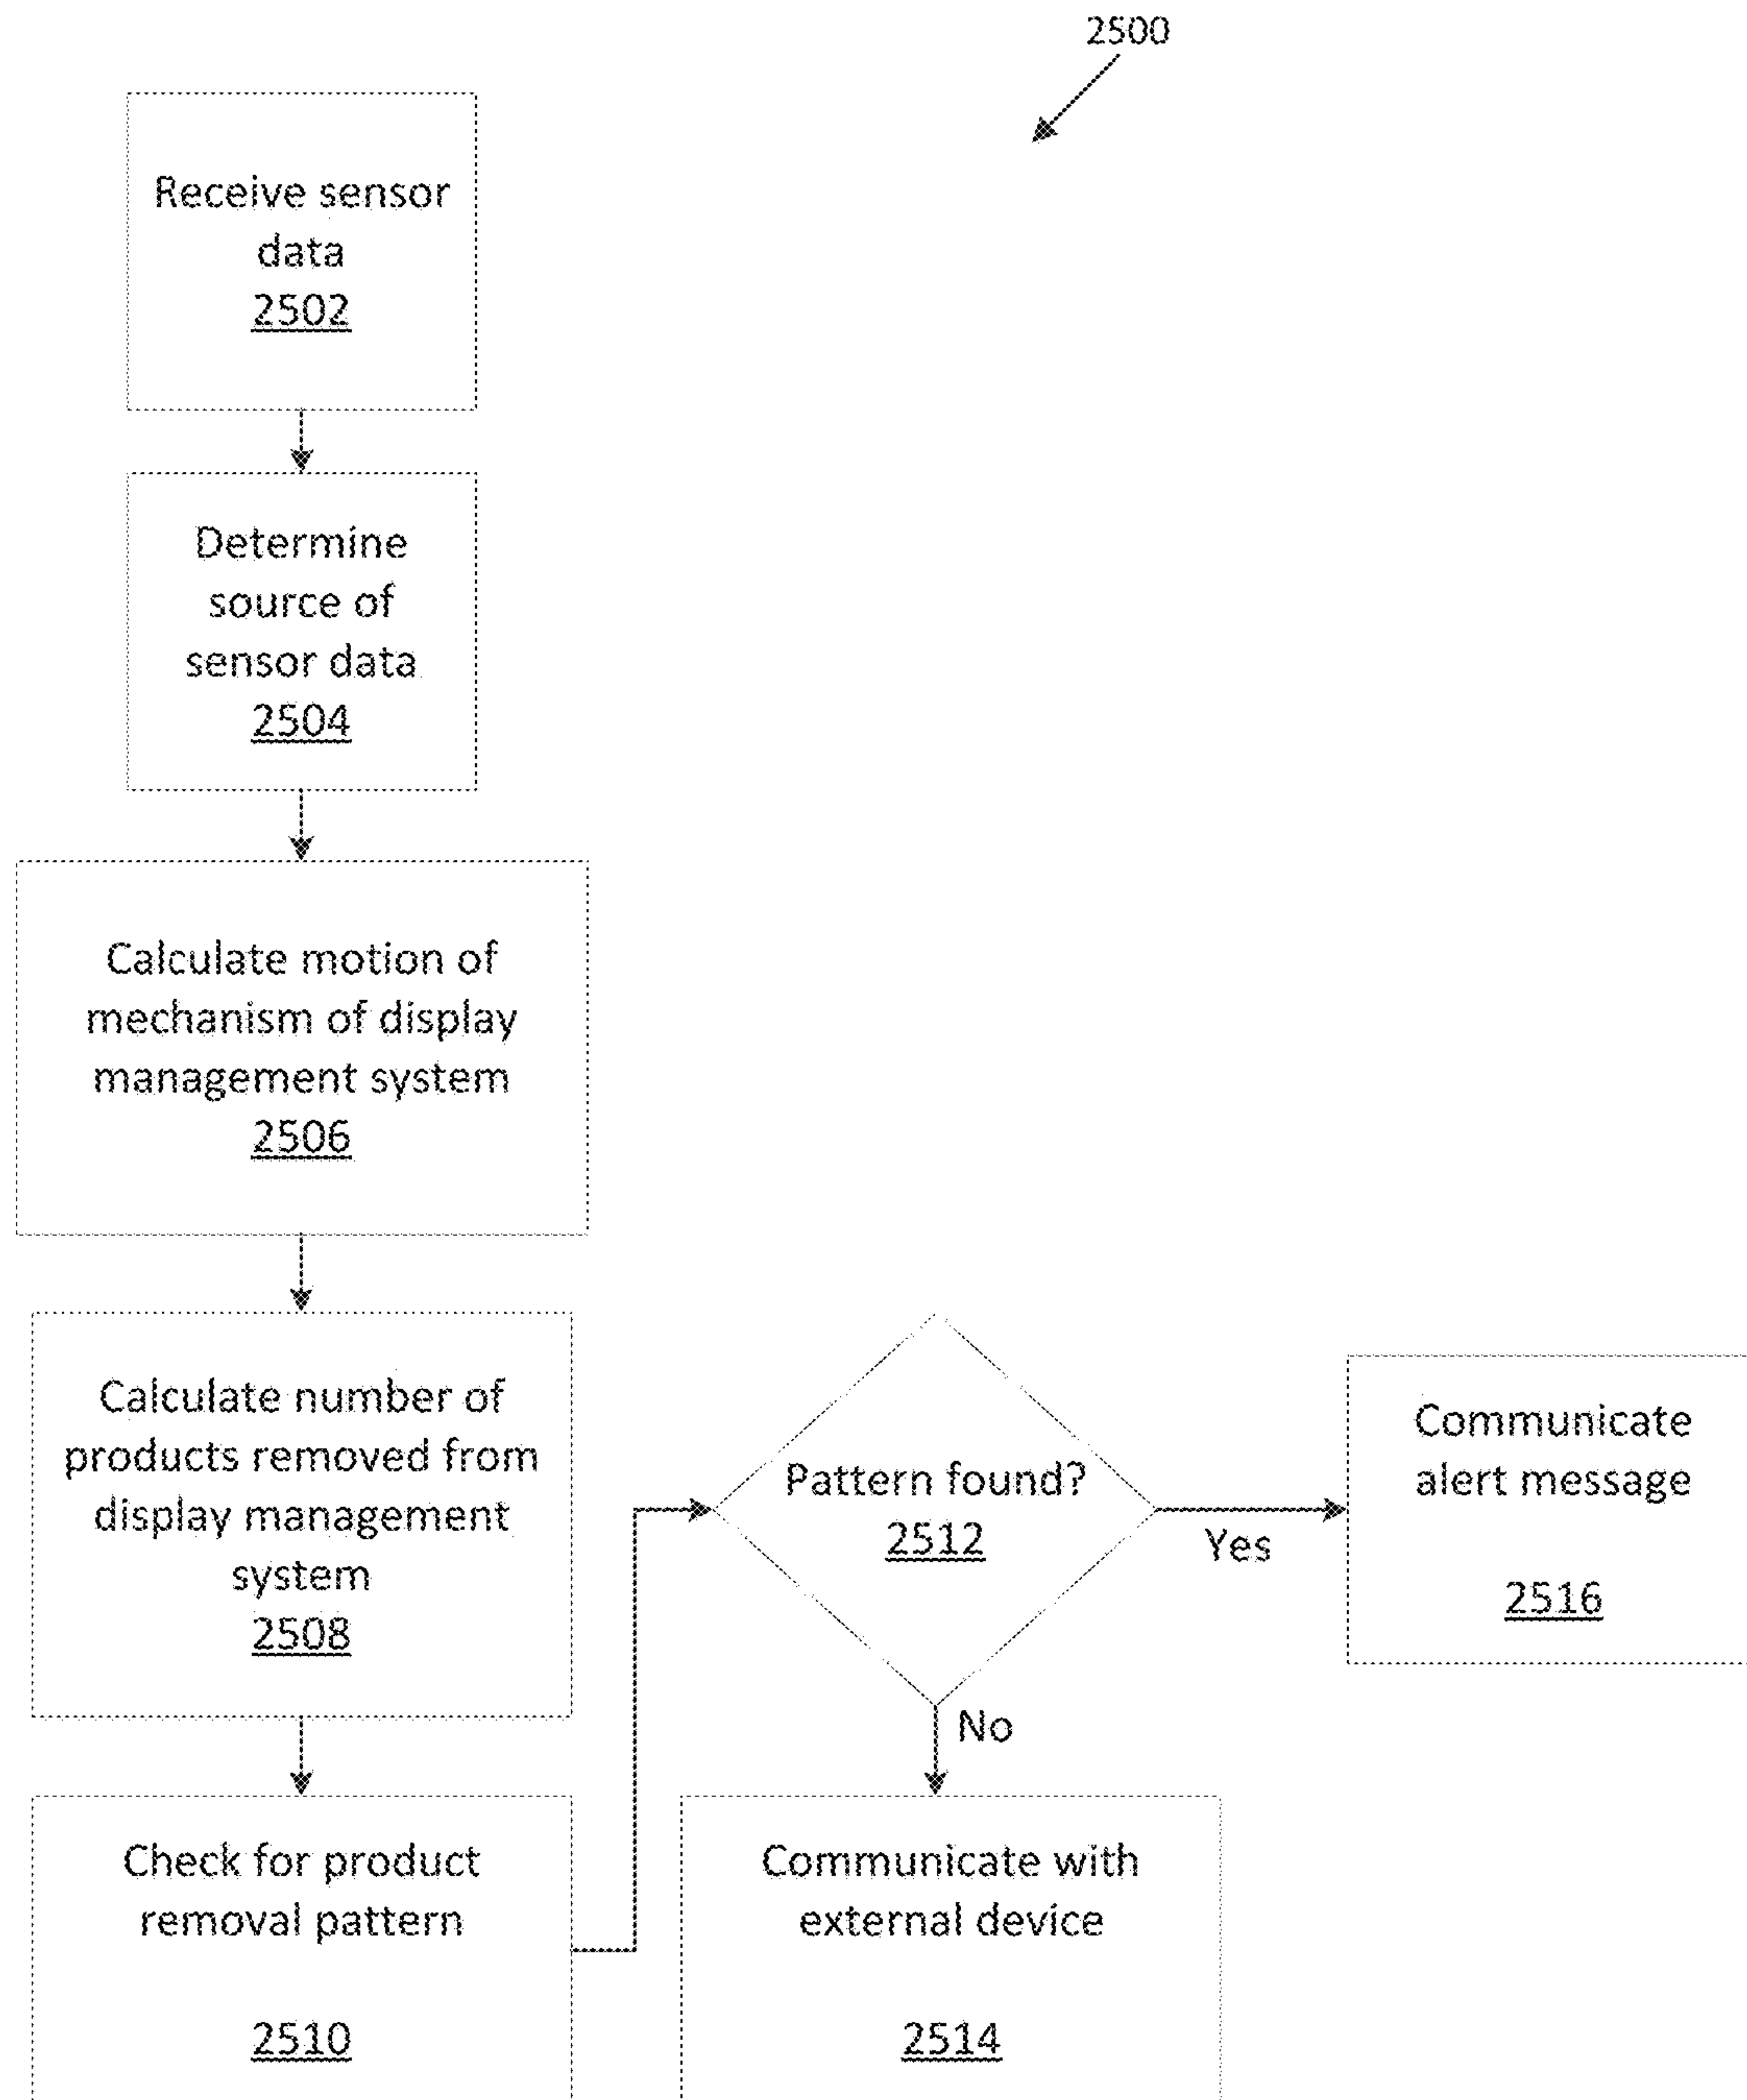 2500
Receive sensor
data
2502
Determine
source of
sensor data
2504
Calculate motion of
mechanism of display
management system
2506
Calculate number of
products removed from
display management
system
2508
Check for product
removal pattern
2510
Pattern found?
2512
Yes
No
Communicate with
external device
2514
Communicate
alert message
2516